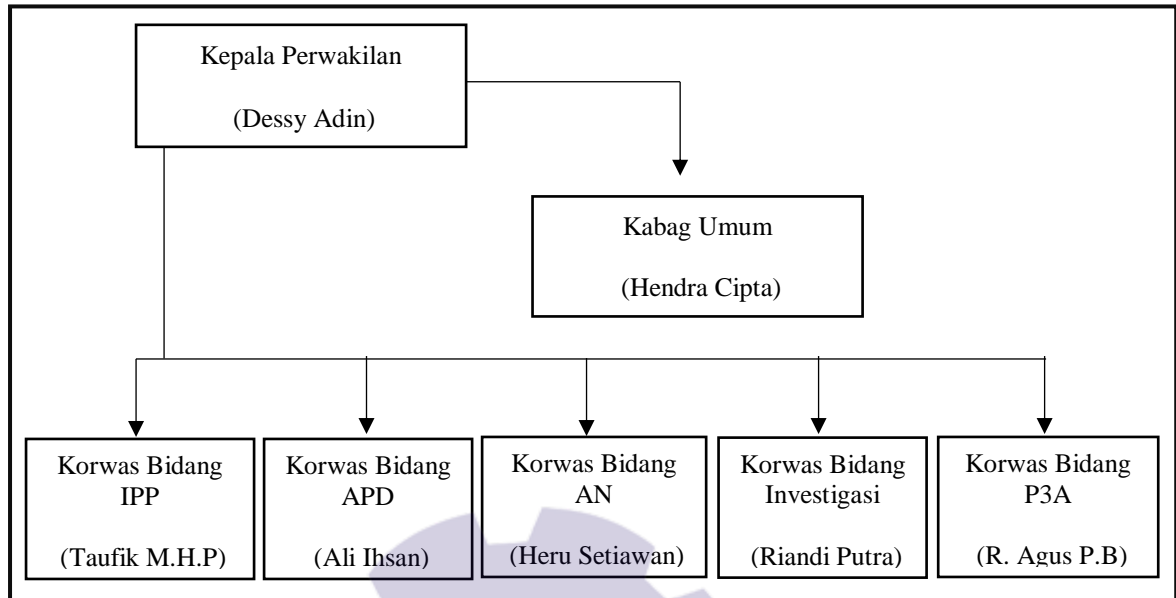 Kepala Perwakilan
(Dessy Adin)
Kabag Umum
(Hendra Cipta)
Korwas Bidang
IPP
(Taufik M.H.P)
Korwas Bidang
APD
(Ali Ihsan)
Korwas Bidang
AN
(Heru Setiawan)
Korwas Bidang
Investigasi
(Riandi Putra)
Korwas Bidang
P3A
(R. Agus P.B)